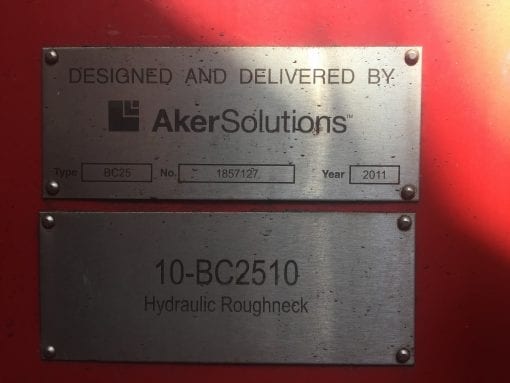 DESIGNED AND DELIVERED BY
AkerSolutions™
Type BC25 No. 1857127 Year 2011
10-BC2510
Hydraulic Roughneck